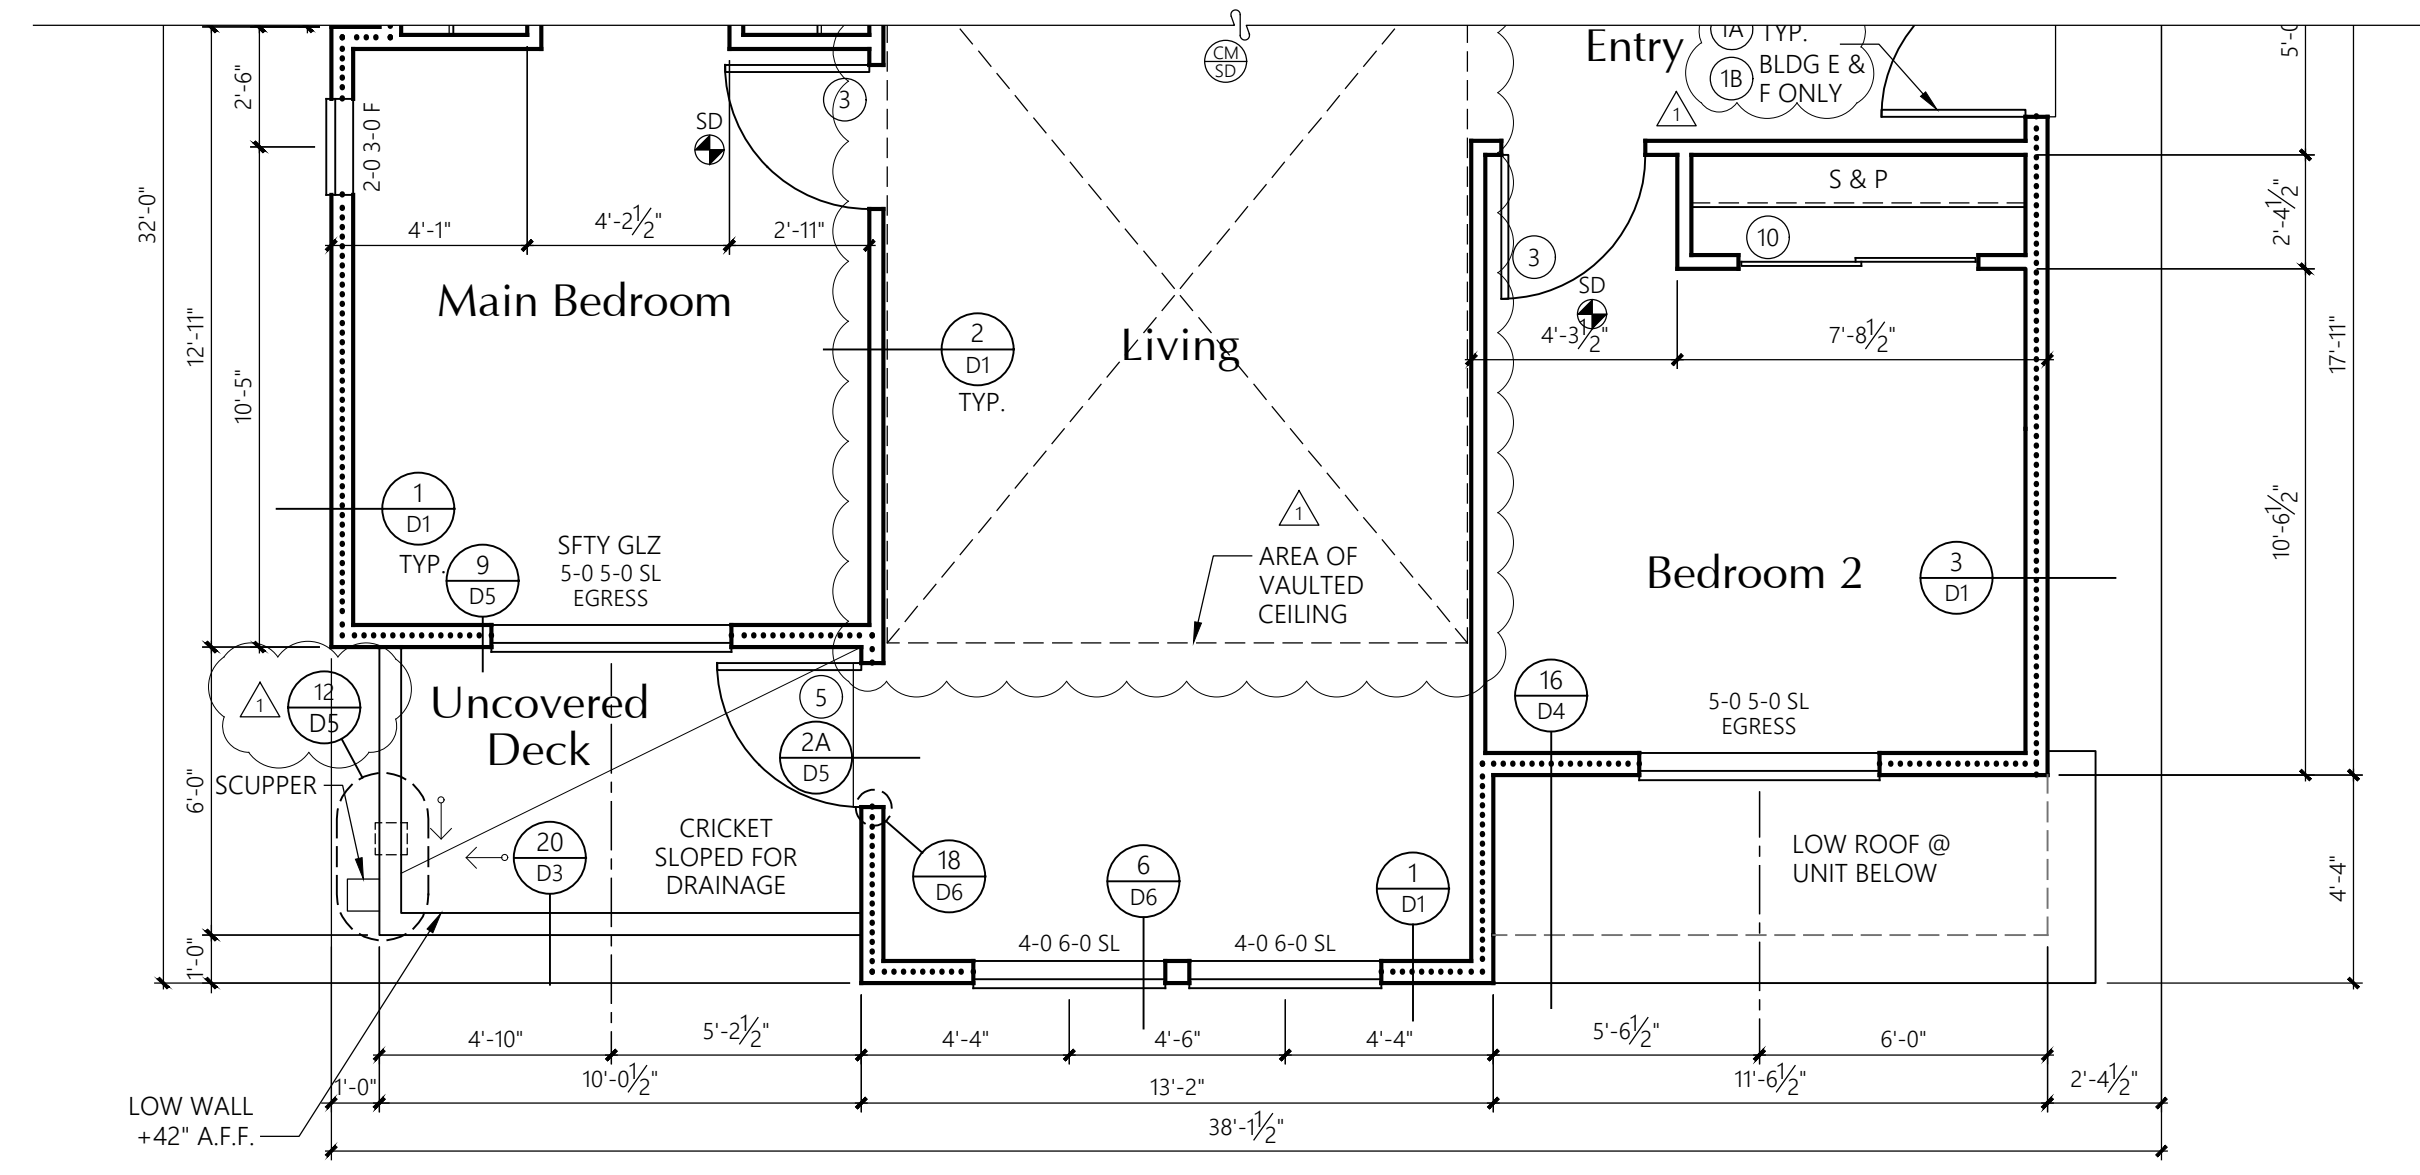 CM
SD
Entry
1A TYP.
1B BLDG E &
F ONLY
1
3
SD
2-0 3-0 F
2'-6"
32'-0"
12'-11"
10'-5"
4'-1"
4'-2½"
2'-11"
Main Bedroom
2
D1
TYP.
Living
S & P
10
3
SD
4'-3½"
7'-8½"
2'-4½"
17'-11"
10'-6½"
1
D1
TYP.
9
D5
SFTY GLZ
5-0 5-0 SL
EGRESS
1
AREA OF
VAULTED
CEILING
Bedroom 2
3
D1
1
12
D5
SCUPPER
6'-0"
1'-0"
Uncovered
Deck
5
2A
D5
16
D4
5-0 5-0 SL
EGRESS
20
D3
CRICKET
SLOPED FOR
DRAINAGE
18
D6
6
D6
1
D1
4-0 6-0 SL
4-0 6-0 SL
LOW ROOF @
UNIT BELOW
4'-4"
4'-10"
5'-2½"
4'-4"
4'-6"
4'-4"
5'-6½"
6'-0"
1'-0"
10'-0½"
13'-2"
11'-6½"
2'-4½"
38'-1½"
LOW WALL
+42" A.F.F.